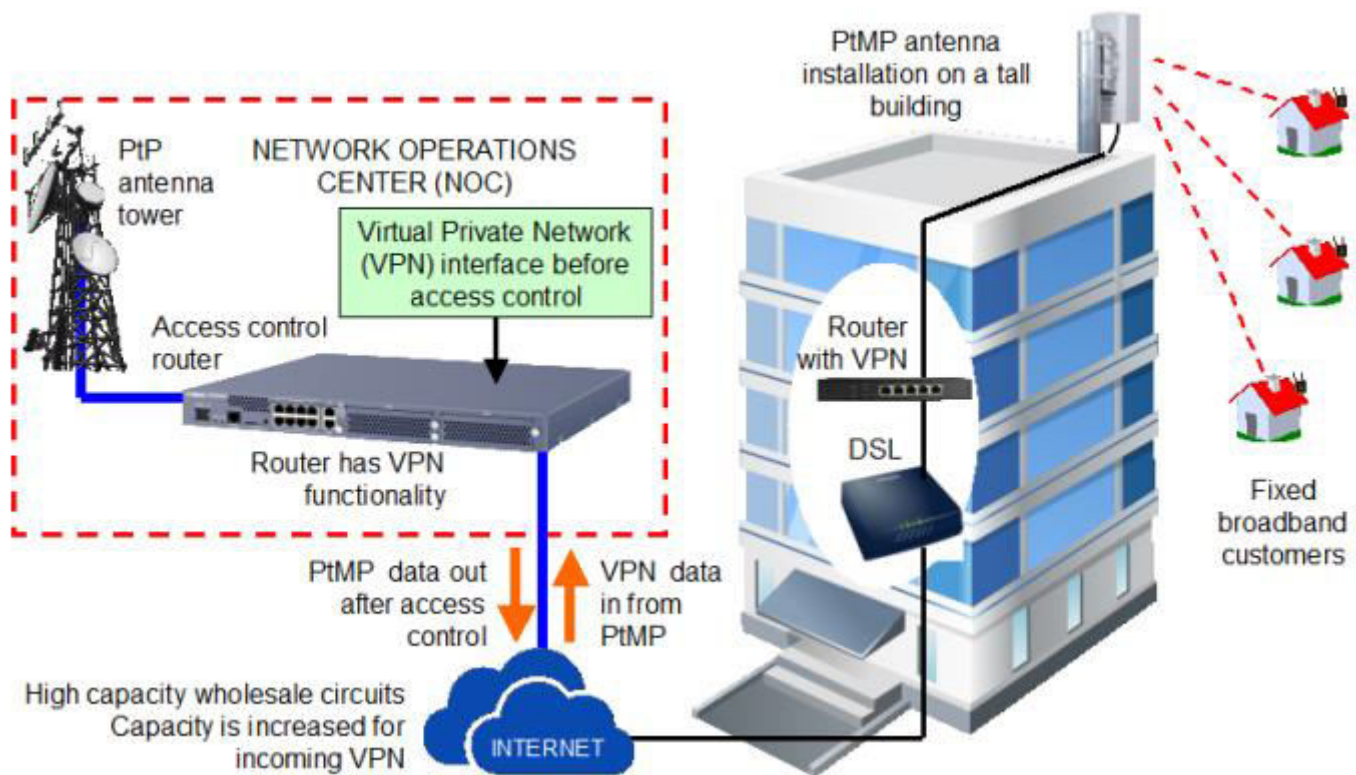 PtP
antenna
tower
NETWORK OPERATIONS
CENTER (NOC)
Virtual Private Network
(VPN) interface before
access control
Access control
router
Router has VPN
functionality
PtMP data out
after access
control
VPN data
in from
PtMP
High capacity wholesale circuits
Capacity is increased for
incoming VPN
INTERNET
PtMP antenna
installation on a tall
building
Router
with VPN
DSL
Fixed
broadband
customers